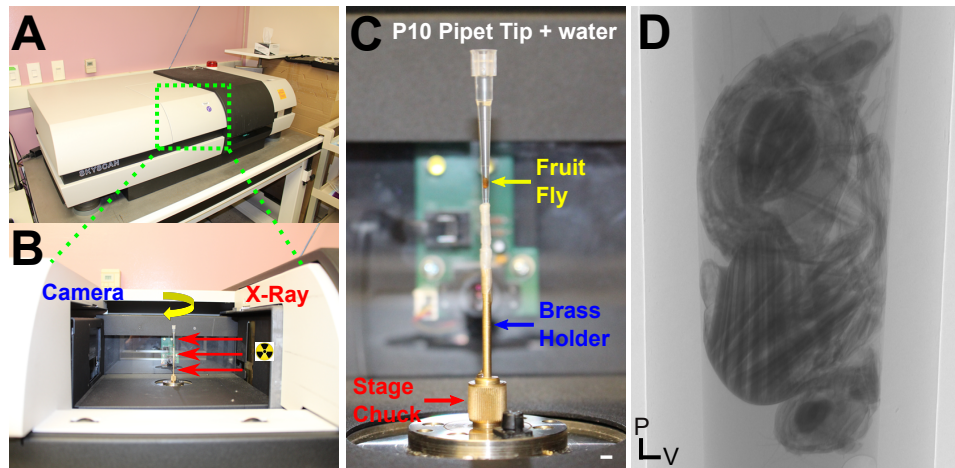 A
SKYSCAN
B
Camera
X-Ray
C
P10 Pipet Tip + water
Fruit
Fly
Brass
Holder
Stage
Chuck
D
P
V